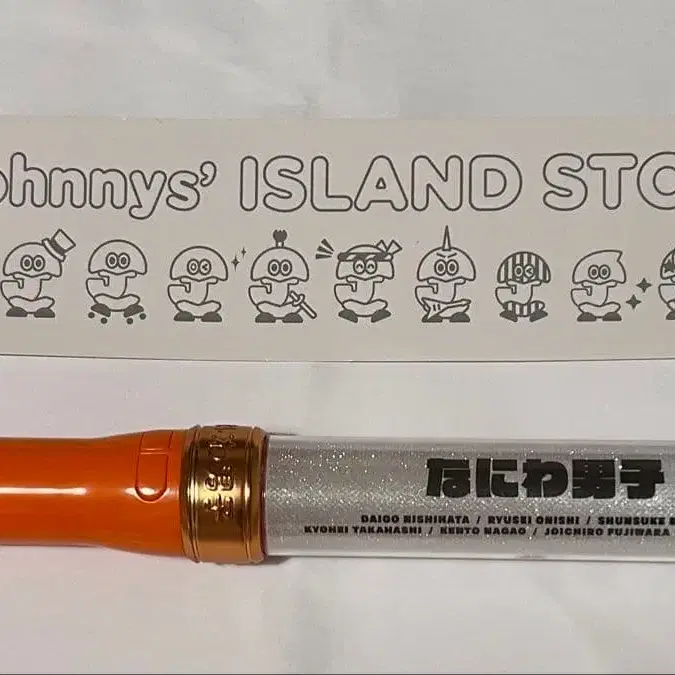 ohnnys' ISLAND STO
なにわ男子
DAIGO NISHIHATA / RYUSEI ONISHI / SHUNSUKE
KYOHEI TAKAHASHI / KENTO NAGAO / JOICHIRO FUJIWARA